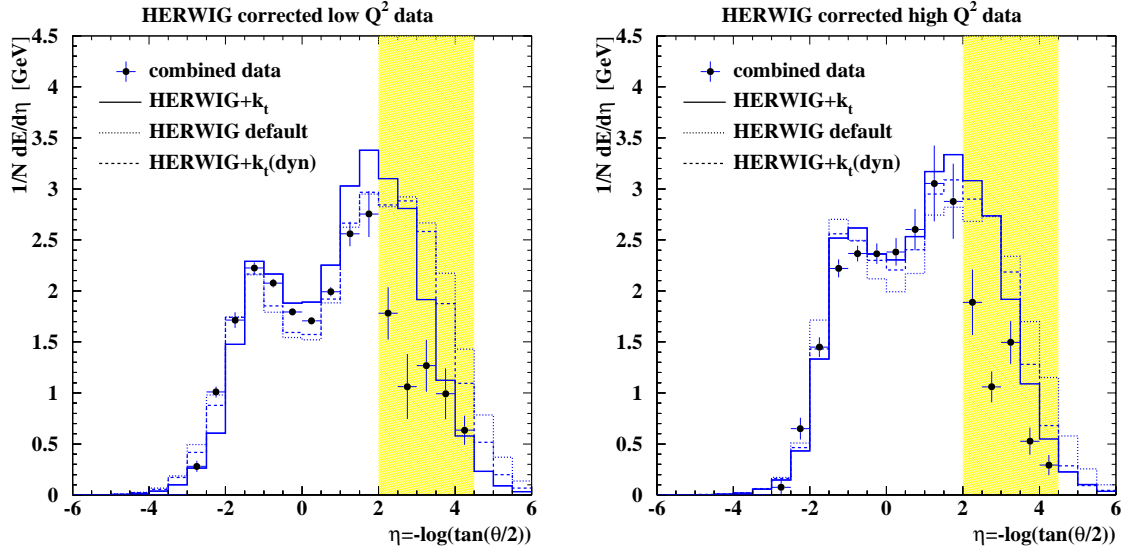 HERWIG corrected low Q² data
1/N dE/dη [GeV]
4.5
4
3.5
3
2.5
2
1.5
1
0.5
0
combined data
HERWIG+k_t
HERWIG default
HERWIG+k_t(dyn)
-6 -4 -2 0 2 4 6
η=-log(tan(θ/2))
HERWIG corrected high Q² data
1/N dE/dη [GeV]
4.5
4
3.5
3
2.5
2
1.5
1
0.5
0
combined data
HERWIG+k_t
HERWIG default
HERWIG+k_t(dyn)
-6 -4 -2 0 2 4 6
η=-log(tan(θ/2))